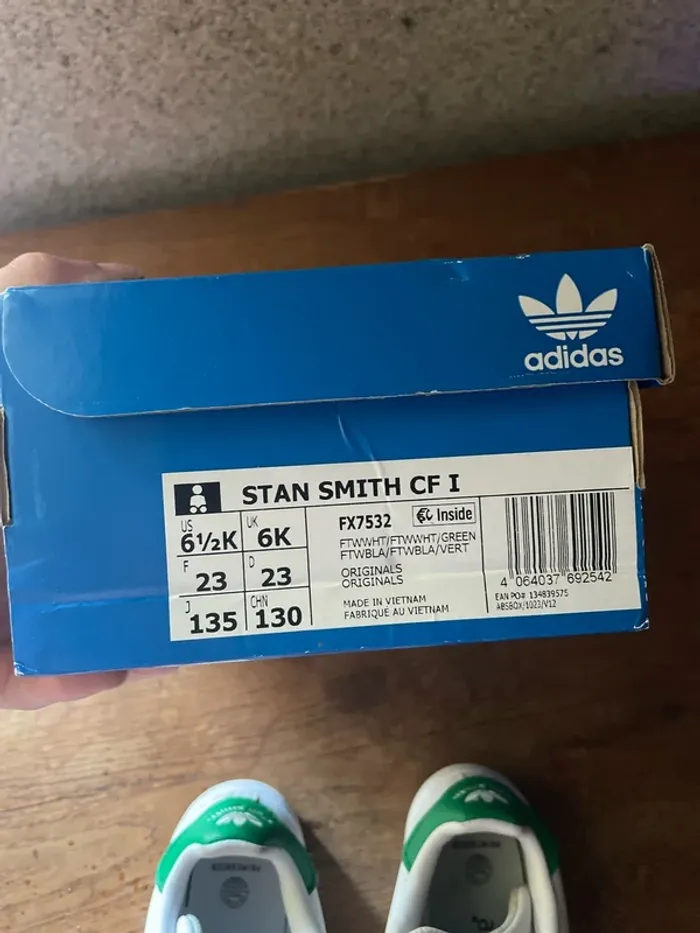 adidas
STAN SMITH CF I
US
6½K
UK
6K
F
23
D
23
J
135
CHN
130
FX7532
Inside
FTWWHT/FTWWHT/GREEN
FTWBLA/FTWBLA/VERT
ORIGINALS
ORIGINALS
MADE IN VIETNAM
FABRIQUÉ AU VIETNAM
4 064037 692542
EAN PO# 134839575
ABSBOX/1023/V12